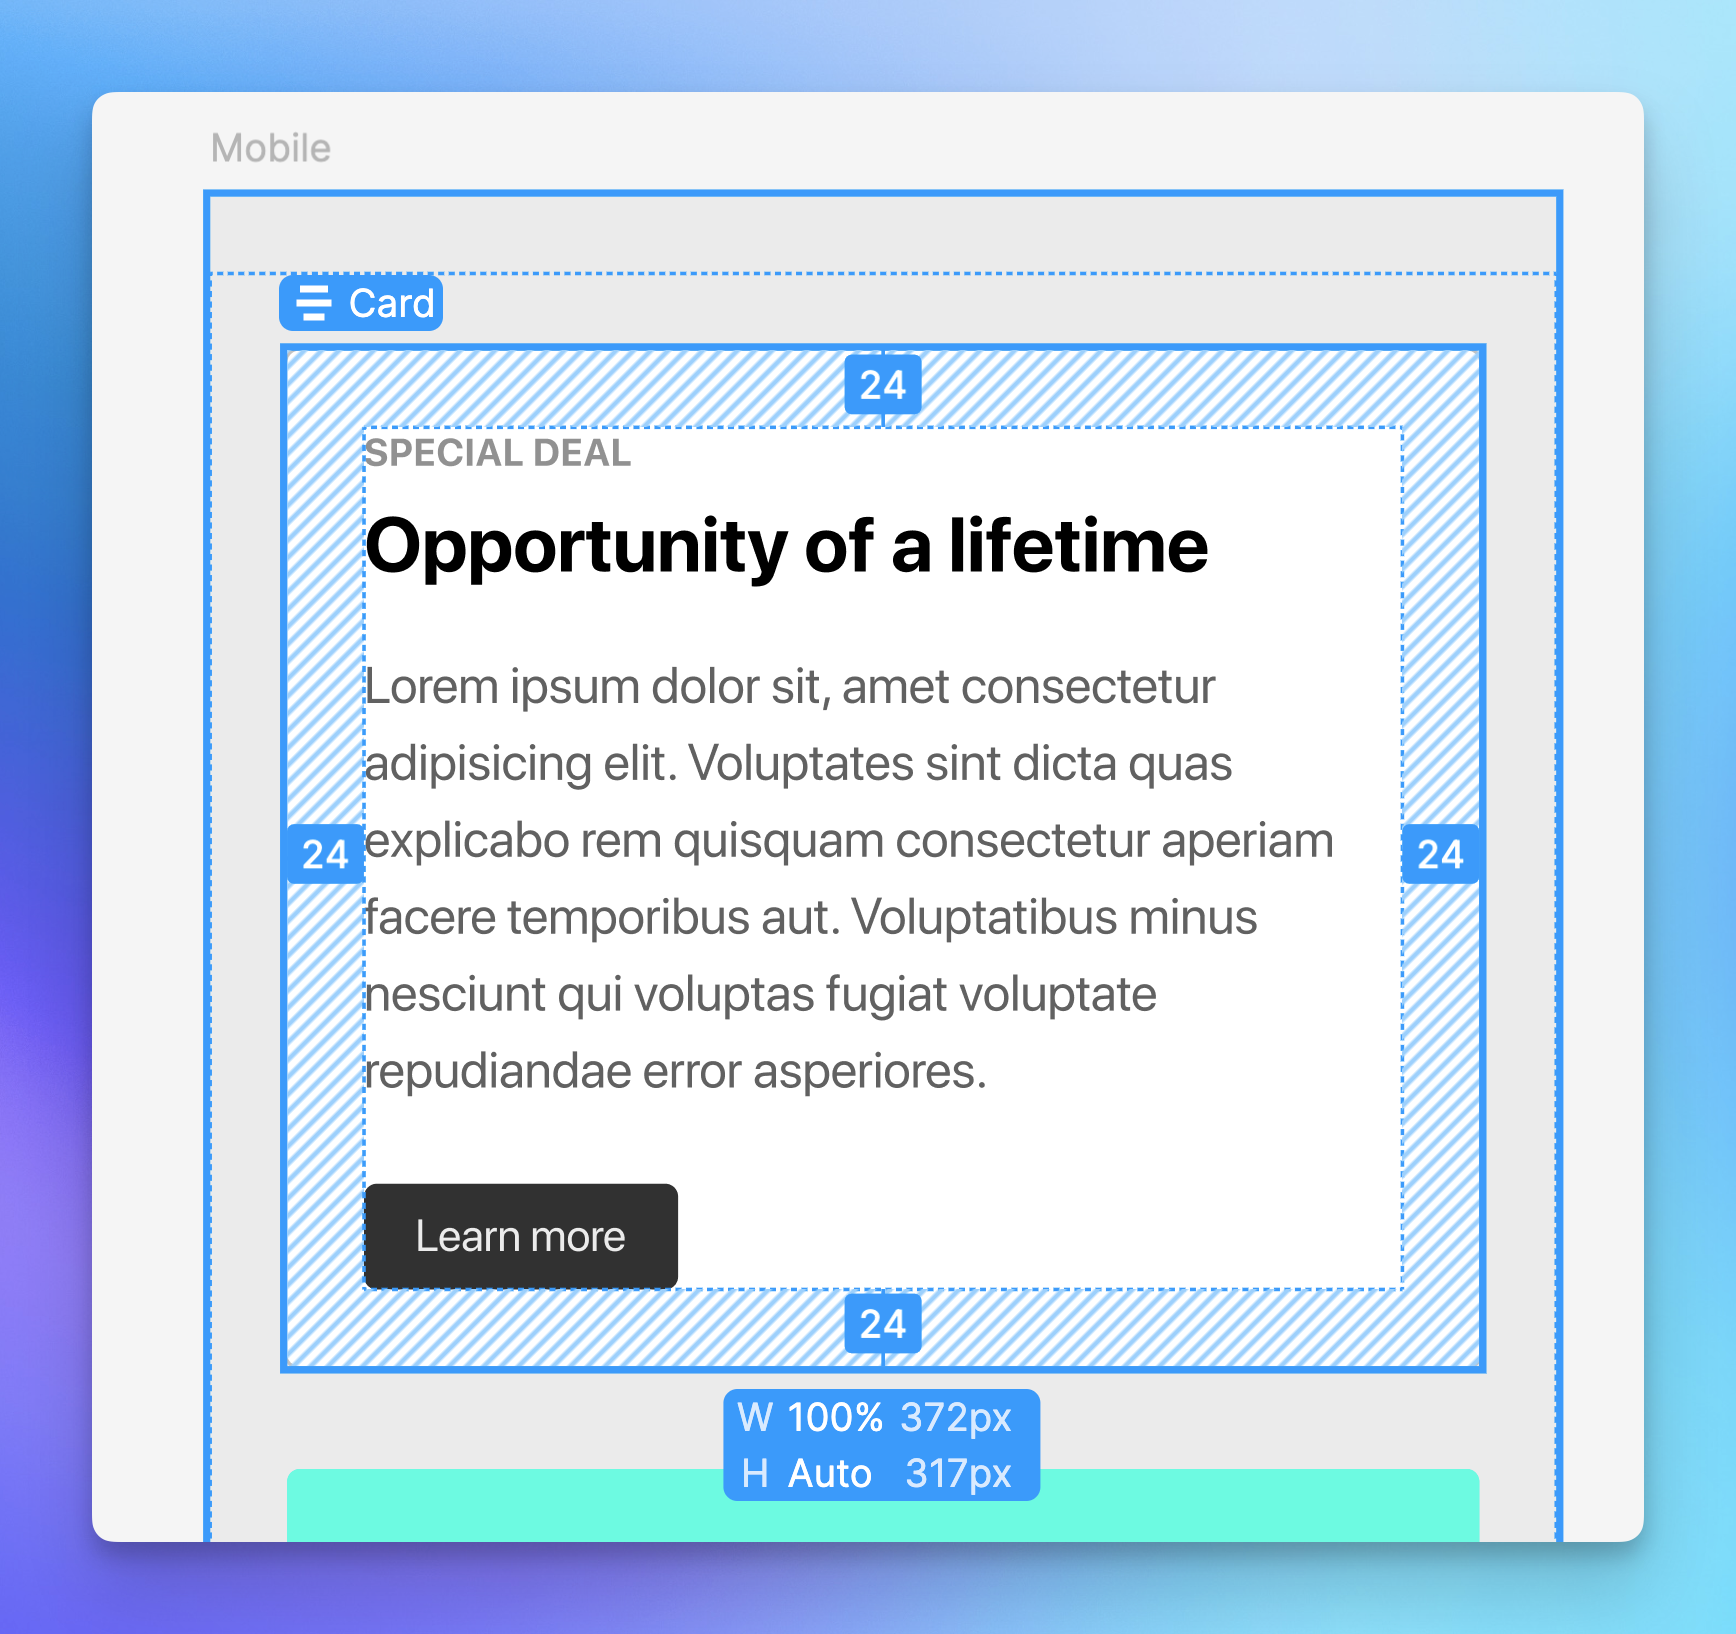 Mobile
Card
24
SPECIAL DEAL
Opportunity of a lifetime
Lorem ipsum dolor sit, amet consectetur
adipisicing elit. Voluptates sint dicta quas
24 explicabo rem quisquam consectetur aperiam 24
facere temporibus aut. Voluptatibus minus
nesciunt qui voluptas fugiat voluptate
repudiandae error asperiores.
Learn more
24
W 100% 372px
H Auto 317px